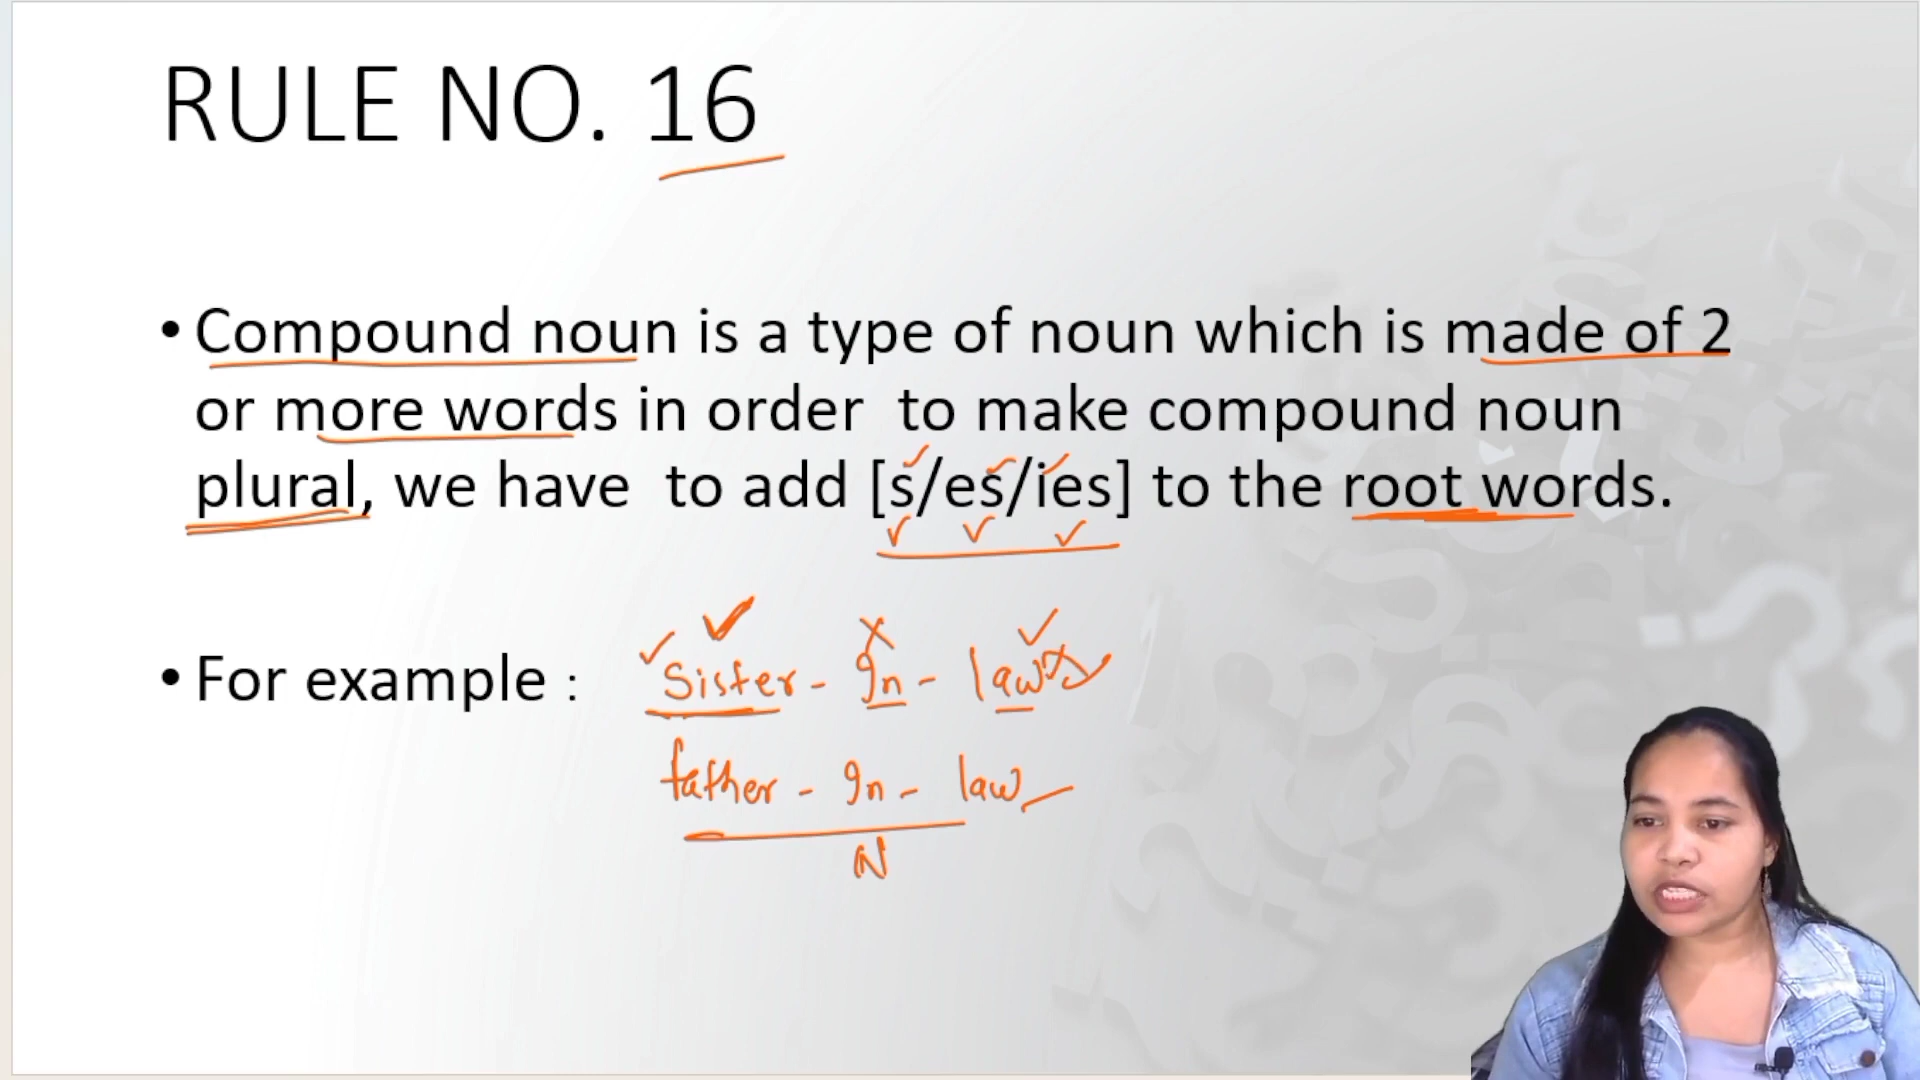 RULE NO. 16
• Compound noun is a type of noun which is made of 2
or more words in order to make compound noun
plural, we have to add [s/es/ies] to the root words.
• For example : Sister - In - law
father - In - law
N